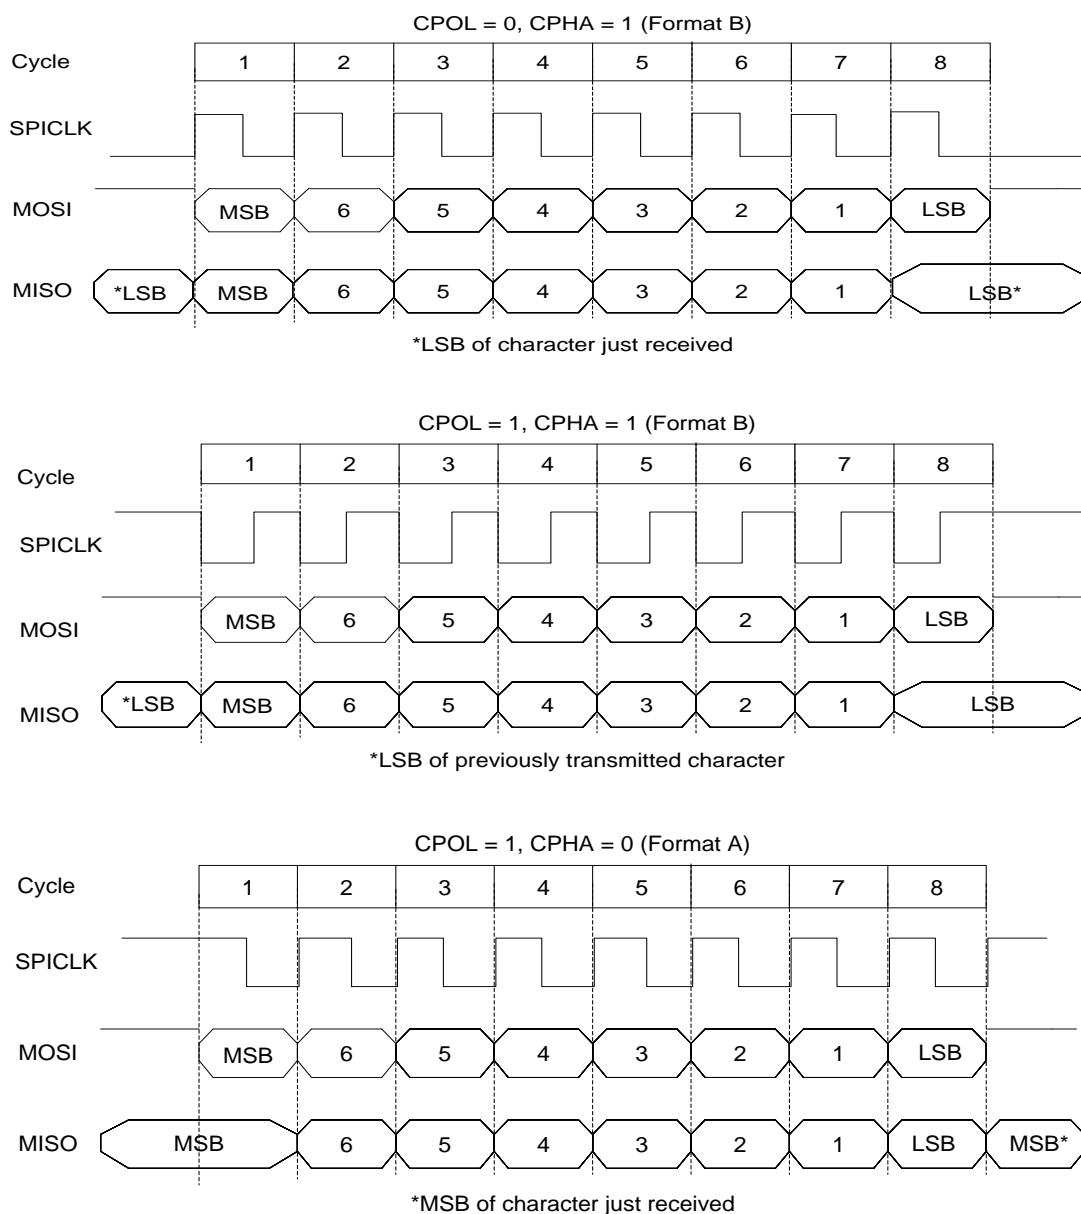 CPOL = 0, CPHA = 1 (Format B)
Cycle 1 2 3 4 5 6 7 8
SPICLK
MOSI MSB 6 5 4 3 2 1 LSB
MISO *LSB MSB 6 5 4 3 2 1 LSB*
*LSB of character just received
CPOL = 1, CPHA = 1 (Format B)
Cycle 1 2 3 4 5 6 7 8
SPICLK
MOSI MSB 6 5 4 3 2 1 LSB
MISO *LSB MSB 6 5 4 3 2 1 LSB
*LSB of previously transmitted character
CPOL = 1, CPHA = 0 (Format A)
Cycle 1 2 3 4 5 6 7 8
SPICLK
MOSI MSB 6 5 4 3 2 1 LSB
MISO MSB 6 5 4 3 2 1 LSB MSB*
*MSB of character just received